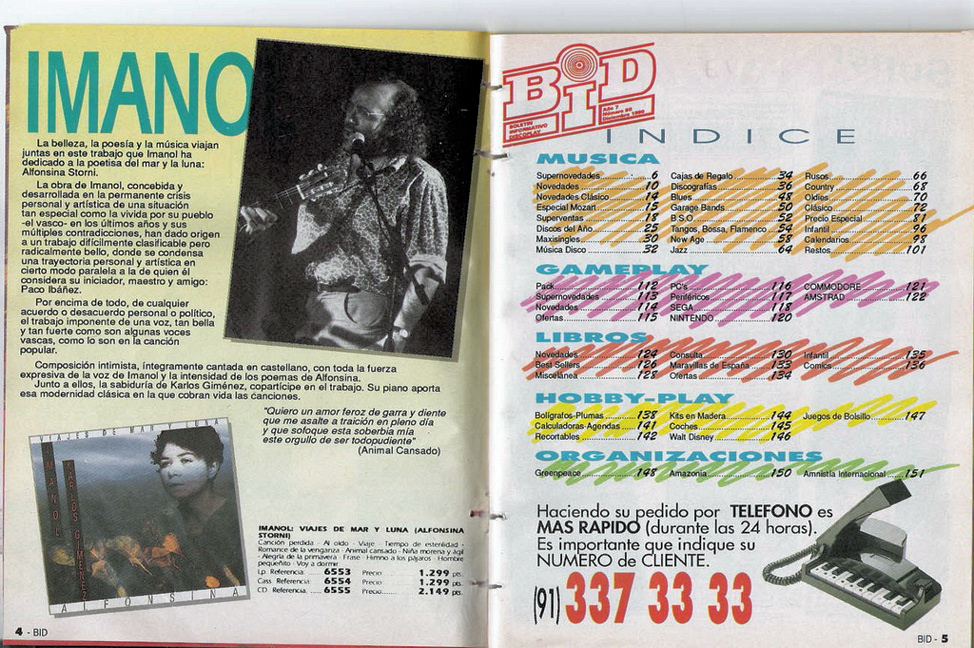 IMANO
La belleza, la poesía y la música viajan
juntas en este trabajo que Imanol ha
dedicado a la poetisa del mar y la luna:
Alfonsina Storni.
La obra de Imanol, concebida y
desarrollada en la permanente crisis
personal y artística de una situación
tan especial como la vivida por su pueblo
-el vasco- en los últimos años y sus
múltiples contradicciones, han dado origen
a un trabajo difícilmente clasificable pero
radicalmente bello, donde se condensa
una trayectoria personal y artística en
cierto modo paralela a la de quien él
considera su iniciador, maestro y amigo:
Paco Ibáñez.
Por encima de todo, de cualquier
acuerdo o desacuerdo personal o político,
el trabajo imponente de una voz, tan bella
y tan fuerte como son algunas voces
vascas, como lo son en la canción
popular.
Composición intimista, íntegramente cantada en castellano, con toda la fuerza
expresiva de la voz de Imanol y la intensidad de los poemas de Alfonsina.
Junto a ellos, la sabiduría de Karlos Giménez, copartícipe en el trabajo. Su piano aporta
esa modernidad clásica en la que cobran vida las canciones.
"Quiero un amor feroz de garra y diente
que me asalte a traición en pleno día
y que sofoque esta soberbia mía
este orgullo de ser todopudiente"
(Animal Cansado)
VIAJES DE MAR Y LUNA
IMANOL
KARLOS GIMENEZ
ALFONSINA
IMANOL: VIAJES DE MAR Y LUNA (ALFONSINA
STORNI)
Canción perdida - Al oído - Viaje - Tiempo de esterilidad -
Romance de la venganza - Animal cansado - Niña morena y ágil
- Alegría de la primavera - Frase - Himno a los pájaros - Hombre
pequeñito - Voy a dormir
Lp. Referencia: 6553 Precio 1.299 pts.
Cass. Referencia: 6554 Precio 1.299 pts.
CD. Referencia: 6555 Precio 2.149 pts.
4 - BID
BID
BOLETIN
INFORMATIVO
DISCOPLAY
Año 7
Diciembre 1990
INDICE
MUSICA
Supernovedades 6 Cajas de Regalo 34 Rusos 66
Novedades 10 Discografías 36 Country 68
Novedades Clásico 14 Blues 48 Oldies 70
Especial Mozart 15 Garage Bands 50 Clásico 72
Superventas 18 B.S.O. 52 Precio Especial 81
Discos del Año 25 Tangos, Bossa, Flamenco 54 Infantil 96
Maxisingles 30 New Age 58 Calendarios 98
Música Disco 32 Jazz 64 Restos 101
GAMEPLAY
Pack 112 PC's 116 COMMODORE 121
Supernovedades 113 Periféricos 117 AMSTRAD 122
Novedades 114 SEGA 118
Ofertas 115 NINTENDO 120
LIBROS
Novedades 124 Consulta 130 Infantil 135
Best-Sellers 126 Maravillas de España 133 Comics 136
Miscelánea 128 Ofertas 134
HOBBY-PLAY
Bolígrafos-Plumas 138 Kits en Madera 144 Juegos de Bolsillo 147
Calculadoras-Agendas 141 Coches 145
Recortables 142 Walt Disney 146
ORGANIZACIONES
Greenpeace 148 Amazonia 150 Amnistía Internacional 151
Haciendo su pedido por TELEFONO es
MAS RAPIDO (durante las 24 horas).
Es importante que indique su
NUMERO de CLIENTE.
(91) 337 33 33
BID - 5